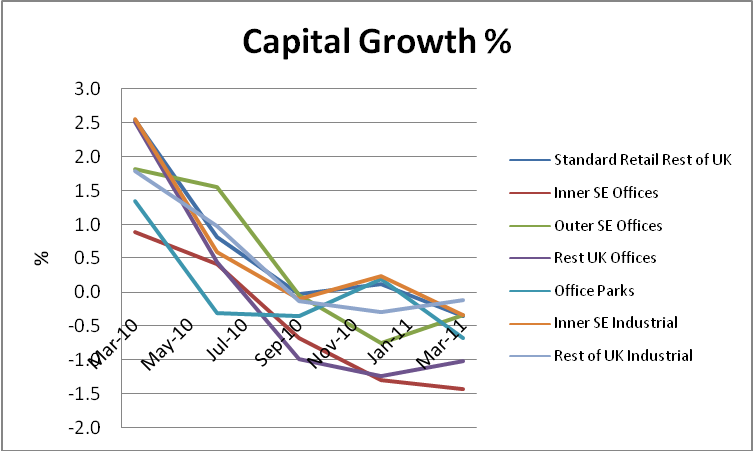 Capital Growth %
3.0
2.5
2.0
1.5
1.0
0.5
0.0
-0.5
-1.0
-1.5
-2.0
%
Mar-10
May-10
Jul-10
Sep-10
Nov-10
Jan-11
Mar-11
Standard Retail Rest of UK
Inner SE Offices
Outer SE Offices
Rest UK Offices
Office Parks
Inner SE Industrial
Rest of UK Industrial